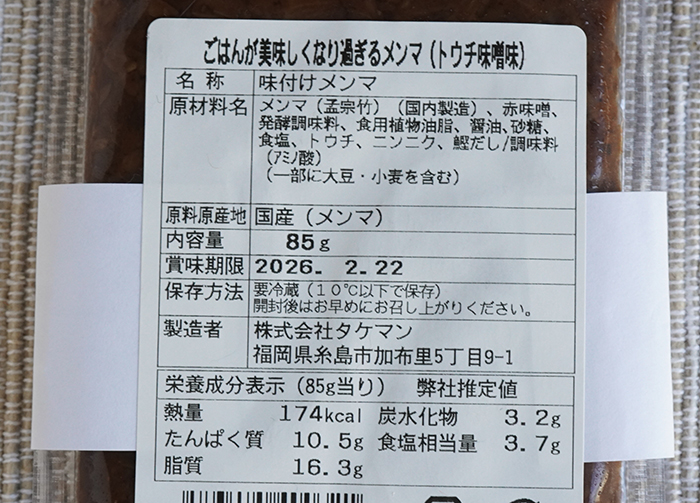 ごはんが美味しくなり過ぎるメンマ（トウチ味噌味）
名 称 味付けメンマ
原材料名 メンマ（孟宗竹）（国内製造）、赤味噌、
発酵調味料、食用植物油脂、醤油、砂糖、
食塩、トウチ、ニンニク、鰹だし/調味料
（アミノ酸）
（一部に大豆・小麦を含む）
原料原産地 国産（メンマ）
内容量 85g
賞味期限 2026. 2.22
保存方法 要冷蔵（１０℃以下で保存）
開封後はお早めにお召し上がりください。
製造者 株式会社タケマン
福岡県糸島市加布里5丁目9-1
栄養成分表示（85g当り） 弊社推定値
熱量 174kcal 炭水化物 3.2g
たんぱく質 10.5g 食塩相当量 3.7g
脂質 16.3g